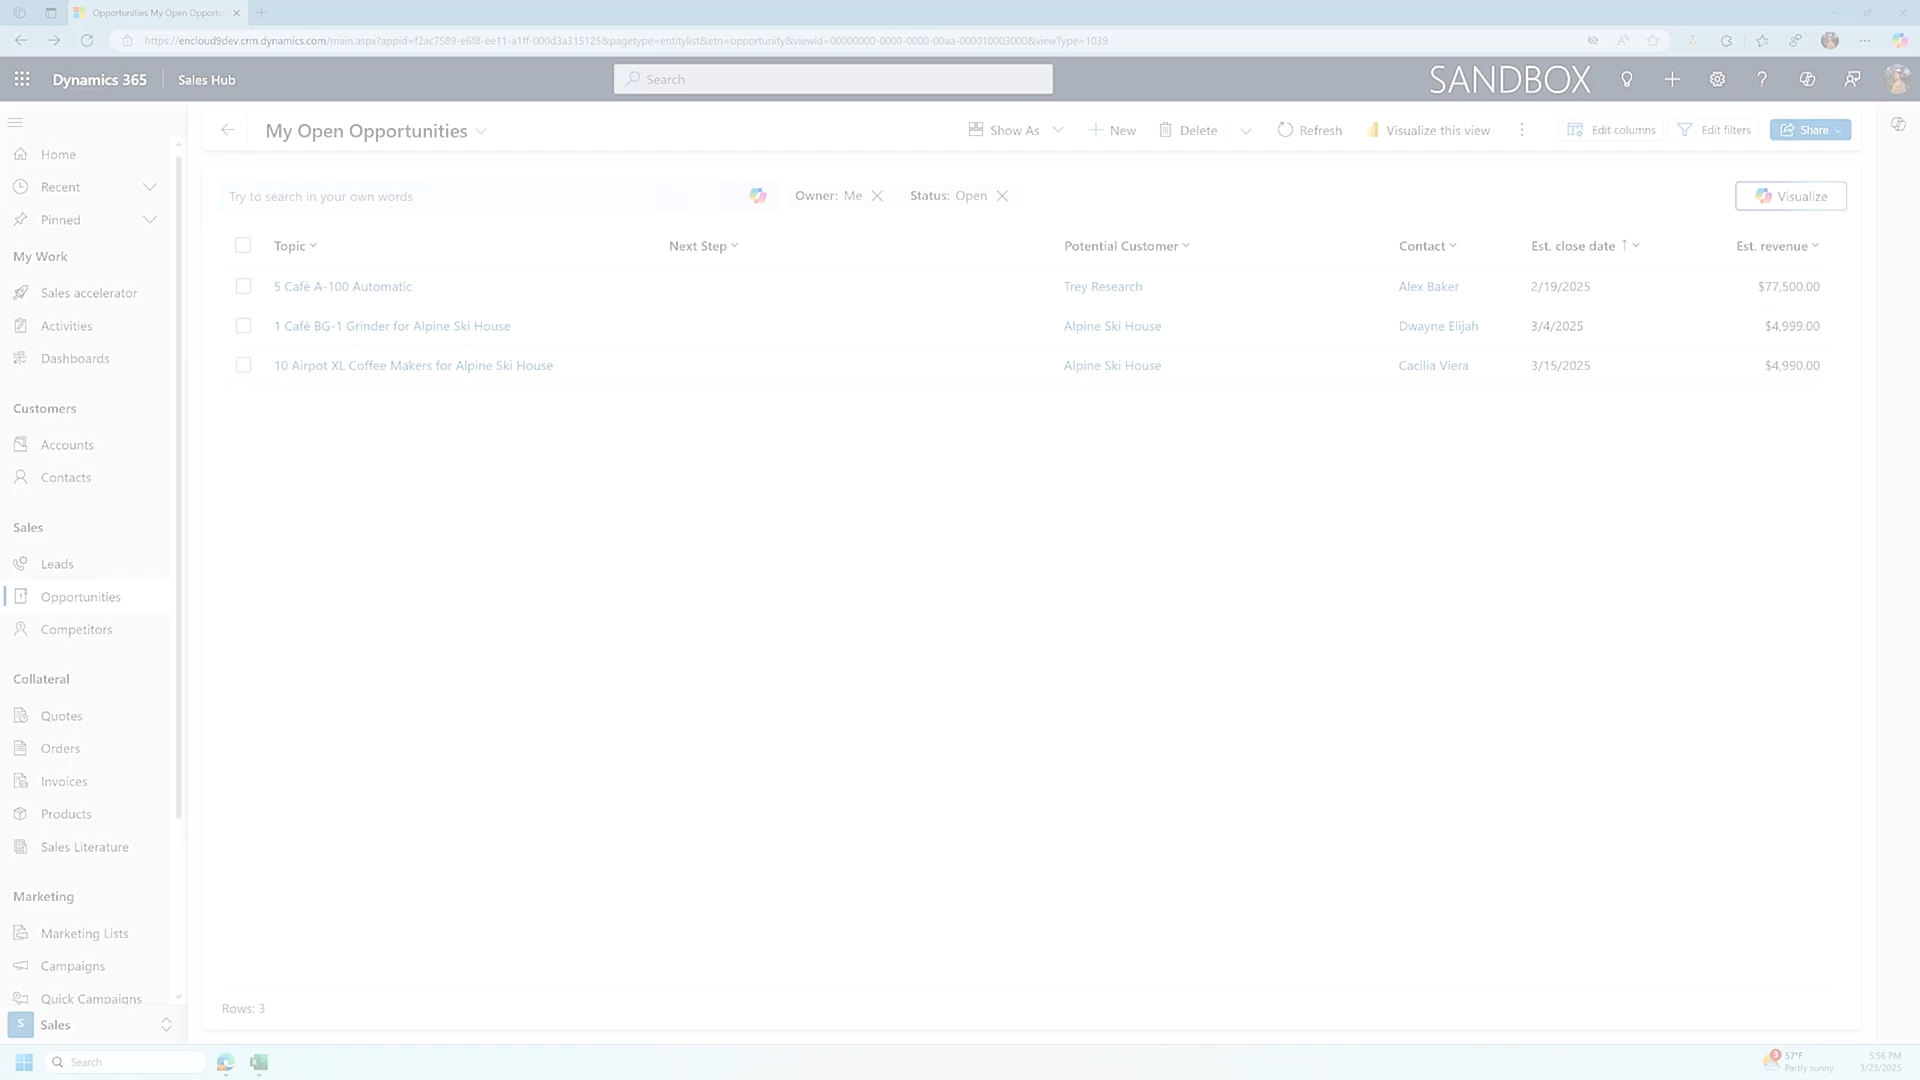 Opportunities My Open Opportu
https://encloud9dev.crm.dynamics.com/main.aspx?appid=f2ac7589-e6f8-ee11-a1ff-000d3a315125&pagetype=entitylist&etn=opportunity&viewid=00000000-0000-0000-00aa-000010003000&viewType=1039
Dynamics 365
Sales Hub
Search
SANDBOX
My Open Opportunities
Show As
New
Delete
Refresh
Visualize this view
Edit columns
Edit filters
Share
Home
Recent
Pinned
My Work
Sales accelerator
Activities
Dashboards
Customers
Accounts
Contacts
Sales
Leads
Opportunities
Competitors
Collateral
Quotes
Orders
Invoices
Products
Sales Literature
Marketing
Marketing Lists
Campaigns
Quick Campaigns
S Sales
Try to search in your own words
Owner: Me
Status: Open
Visualize
Topic Next Step Potential Customer Contact Est. close date Est. revenue
5 Café A-100 Automatic Trey Research Alex Baker 2/19/2025 $77,500.00
1 Café BG-1 Grinder for Alpine Ski House Alpine Ski House Dwayne Elijah 3/4/2025 $4,999.00
10 Airpot XL Coffee Makers for Alpine Ski House Alpine Ski House Cacilia Viera 3/15/2025 $4,990.00
Rows: 3
Search
3
57°F
Partly sunny
5:56 PM
3/23/2025